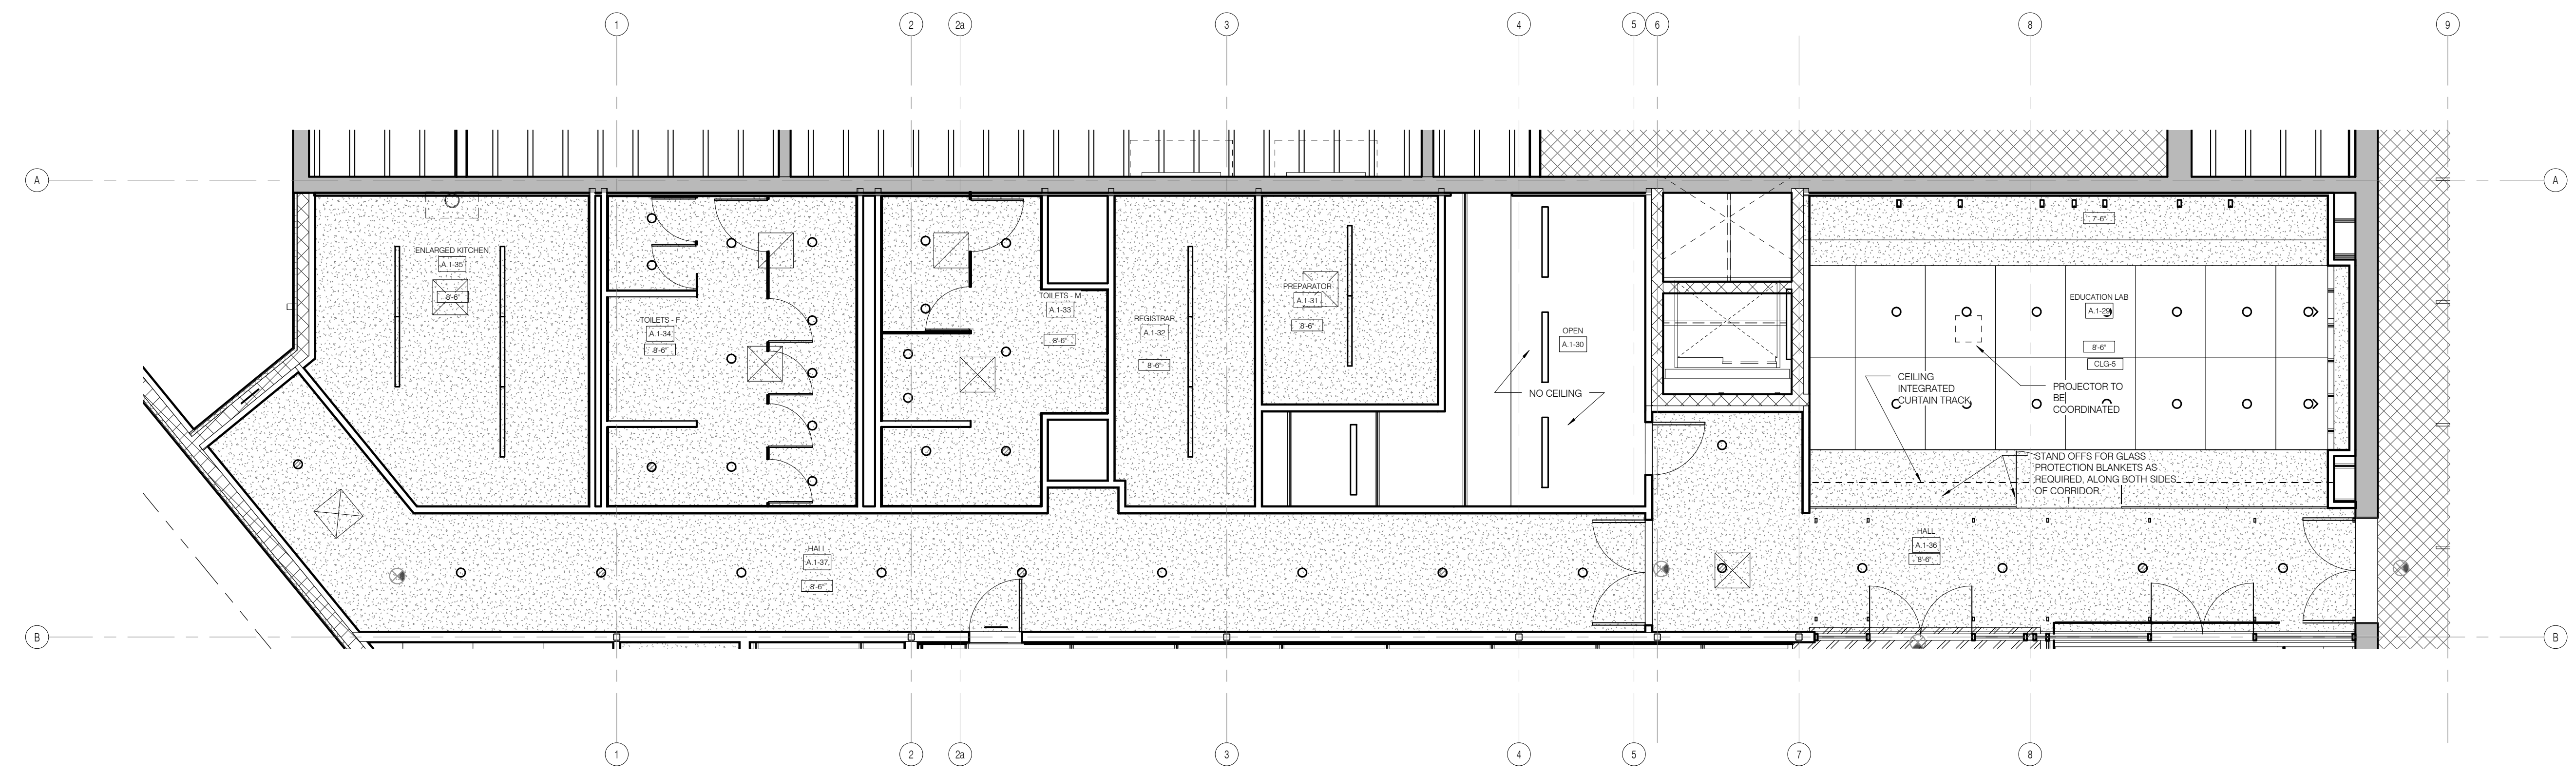 1
2
2a
3
4
5
6
8
9
A
A
7'-6"
ENLARGED KITCHEN
A.1-35
8'-6"
TOILETS - F
A.1-34
8'-6"
TOILETS - M
A.1-33
8'-6"
REGISTRAR
A.1-32
8'-6"
PREPARATOR
A.1-31
8'-6"
OPEN
A.1-30
NO CEILING
EDUCATION LAB
A.1-29
8'-6"
CLG-5
CEILING
INTEGRATED
CURTAIN TRACK
PROJECTOR TO
BE
COORDINATED
STAND OFFS FOR GLASS
PROTECTION BLANKETS AS
REQUIRED, ALONG BOTH SIDES
OF CORRIDOR
HALL
A.1-36
8'-6"
HALL
A.1-37
8'-6"
B
B
1
2
2a
3
4
5
7
8